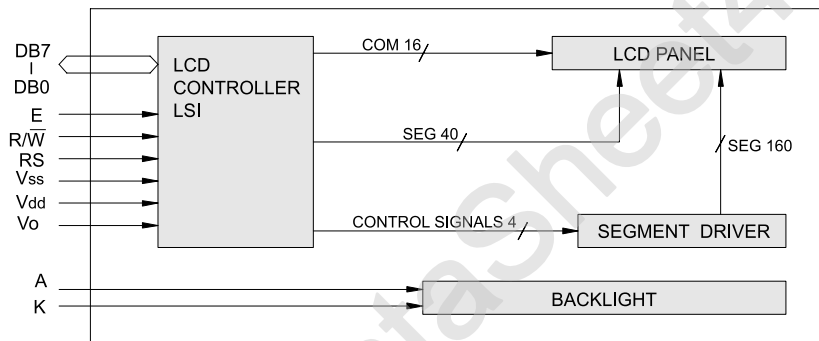 DB7
DB0
E
R/W̅
RS
Vss
Vdd
Vo
A
K
LCD
CONTROLLER
LSI
COM 16
SEG 40
CONTROL SIGNALS 4
LCD PANEL
SEG 160
SEGMENT DRIVER
BACKLIGHT